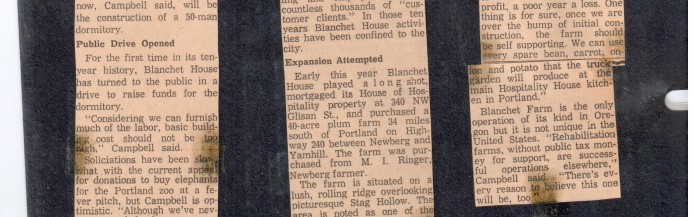 now, Campbell said, will be
the construction of a 50-man
dormitory.
Public Drive Opened
For the first time in its ten-
year history, Blanchet House
has turned to the public in a
drive to raise funds for the
dormitory.
"Considering we can furnish
much of the labor, basic build-
ing cost should not be too
high," Campbell said.
Soliciations have been slow
what with the current appeal
for donations to buy elephants
for the Portland zoo at a fe-
ver pitch, but Campbell is op-
timistic. "Although we've nev-
countless thousands of "cus-
tomer clients." In those ten
years Blanchet House activi-
ties have been confined to the
city.
Expansion Attempted
Early this year Blanchet
House played a long shot,
mortgaged its House of Hos-
pitality property at 340 NW
Glisan St., and purchased a
40-acre plum farm 34 miles
south of Portland on High-
way 240 between Newberg and
Yamhill. The farm was pur-
chased from M. I. Ringer,
Newberg farmer.
The farm is situated on a
lush, rolling ridge overlooking
picturesque Stag Hollow. The
area is noted as one of the
profit, a poor year a loss. One
thing is sure, once we are
over the hump of initial con-
struction, the farm should
be self supporting. We can use
every spare bean, carrot, on-
ion and potato that the truck
garden will produce at the
main Hospitality House kitch-
en in Portland."
Blanchet Farm is the only
operation of its kind in Ore-
gon but it is not unique in the
United States. "Rehabilitation
farms, without public tax mon-
ey for support, are success-
ful operations elsewhere,"
Campbell said. "There's ev-
ery reason to believe this one
will be, too."